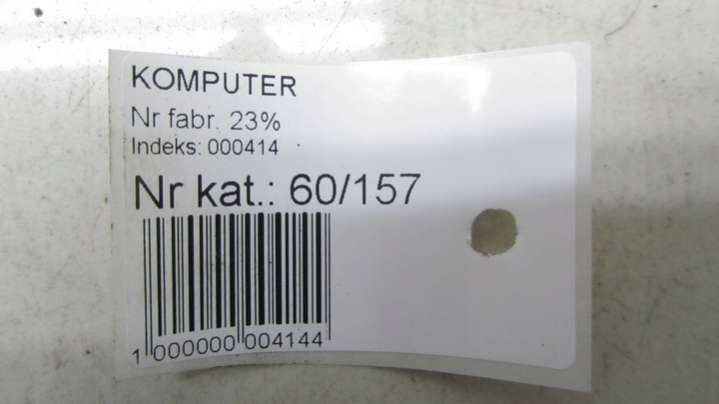 KOMPUTER
Nr fabr. 23%
Indeks: 000414
Nr kat.: 60/157
1 000000 004144